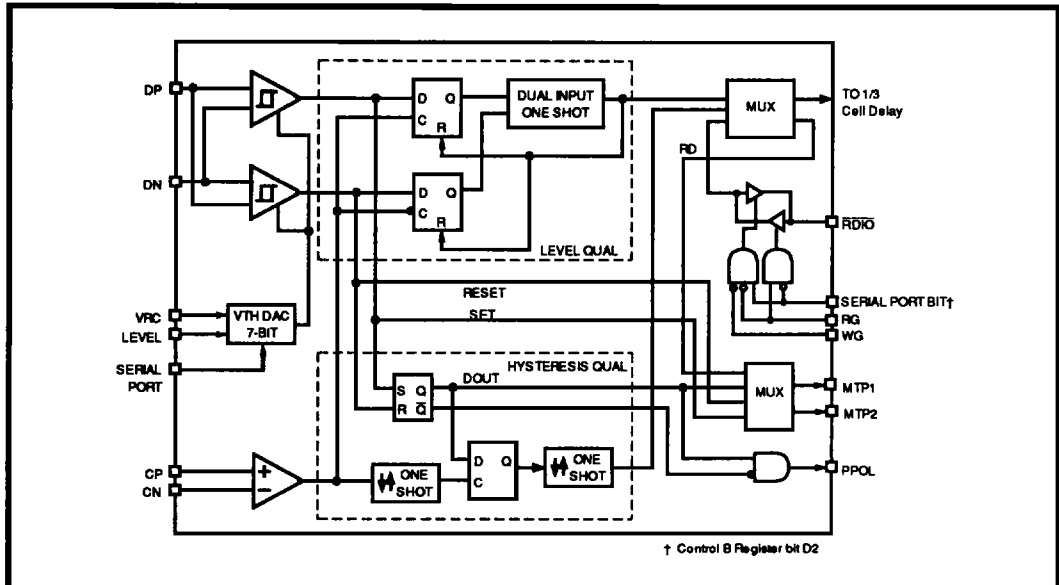 DP
DN
VRC
LEVEL
SERIAL
PORT
CP
CN
VTH DAC
7-BIT
+
−
D Q
C
R
D Q
C
R
DUAL INPUT
ONE SHOT
LEVEL QUAL
RESET
SET
HYSTERESIS QUAL
S Q
R Q̅
DOUT
ONE
SHOT
D Q
C
ONE
SHOT
MUX
RD
MUX
TO 1/3
Cell Delay
R̅D̅I̅O̅
SERIAL PORT BIT†
RG
WG
MTP1
MTP2
PPOL
† Control B Register bit D2